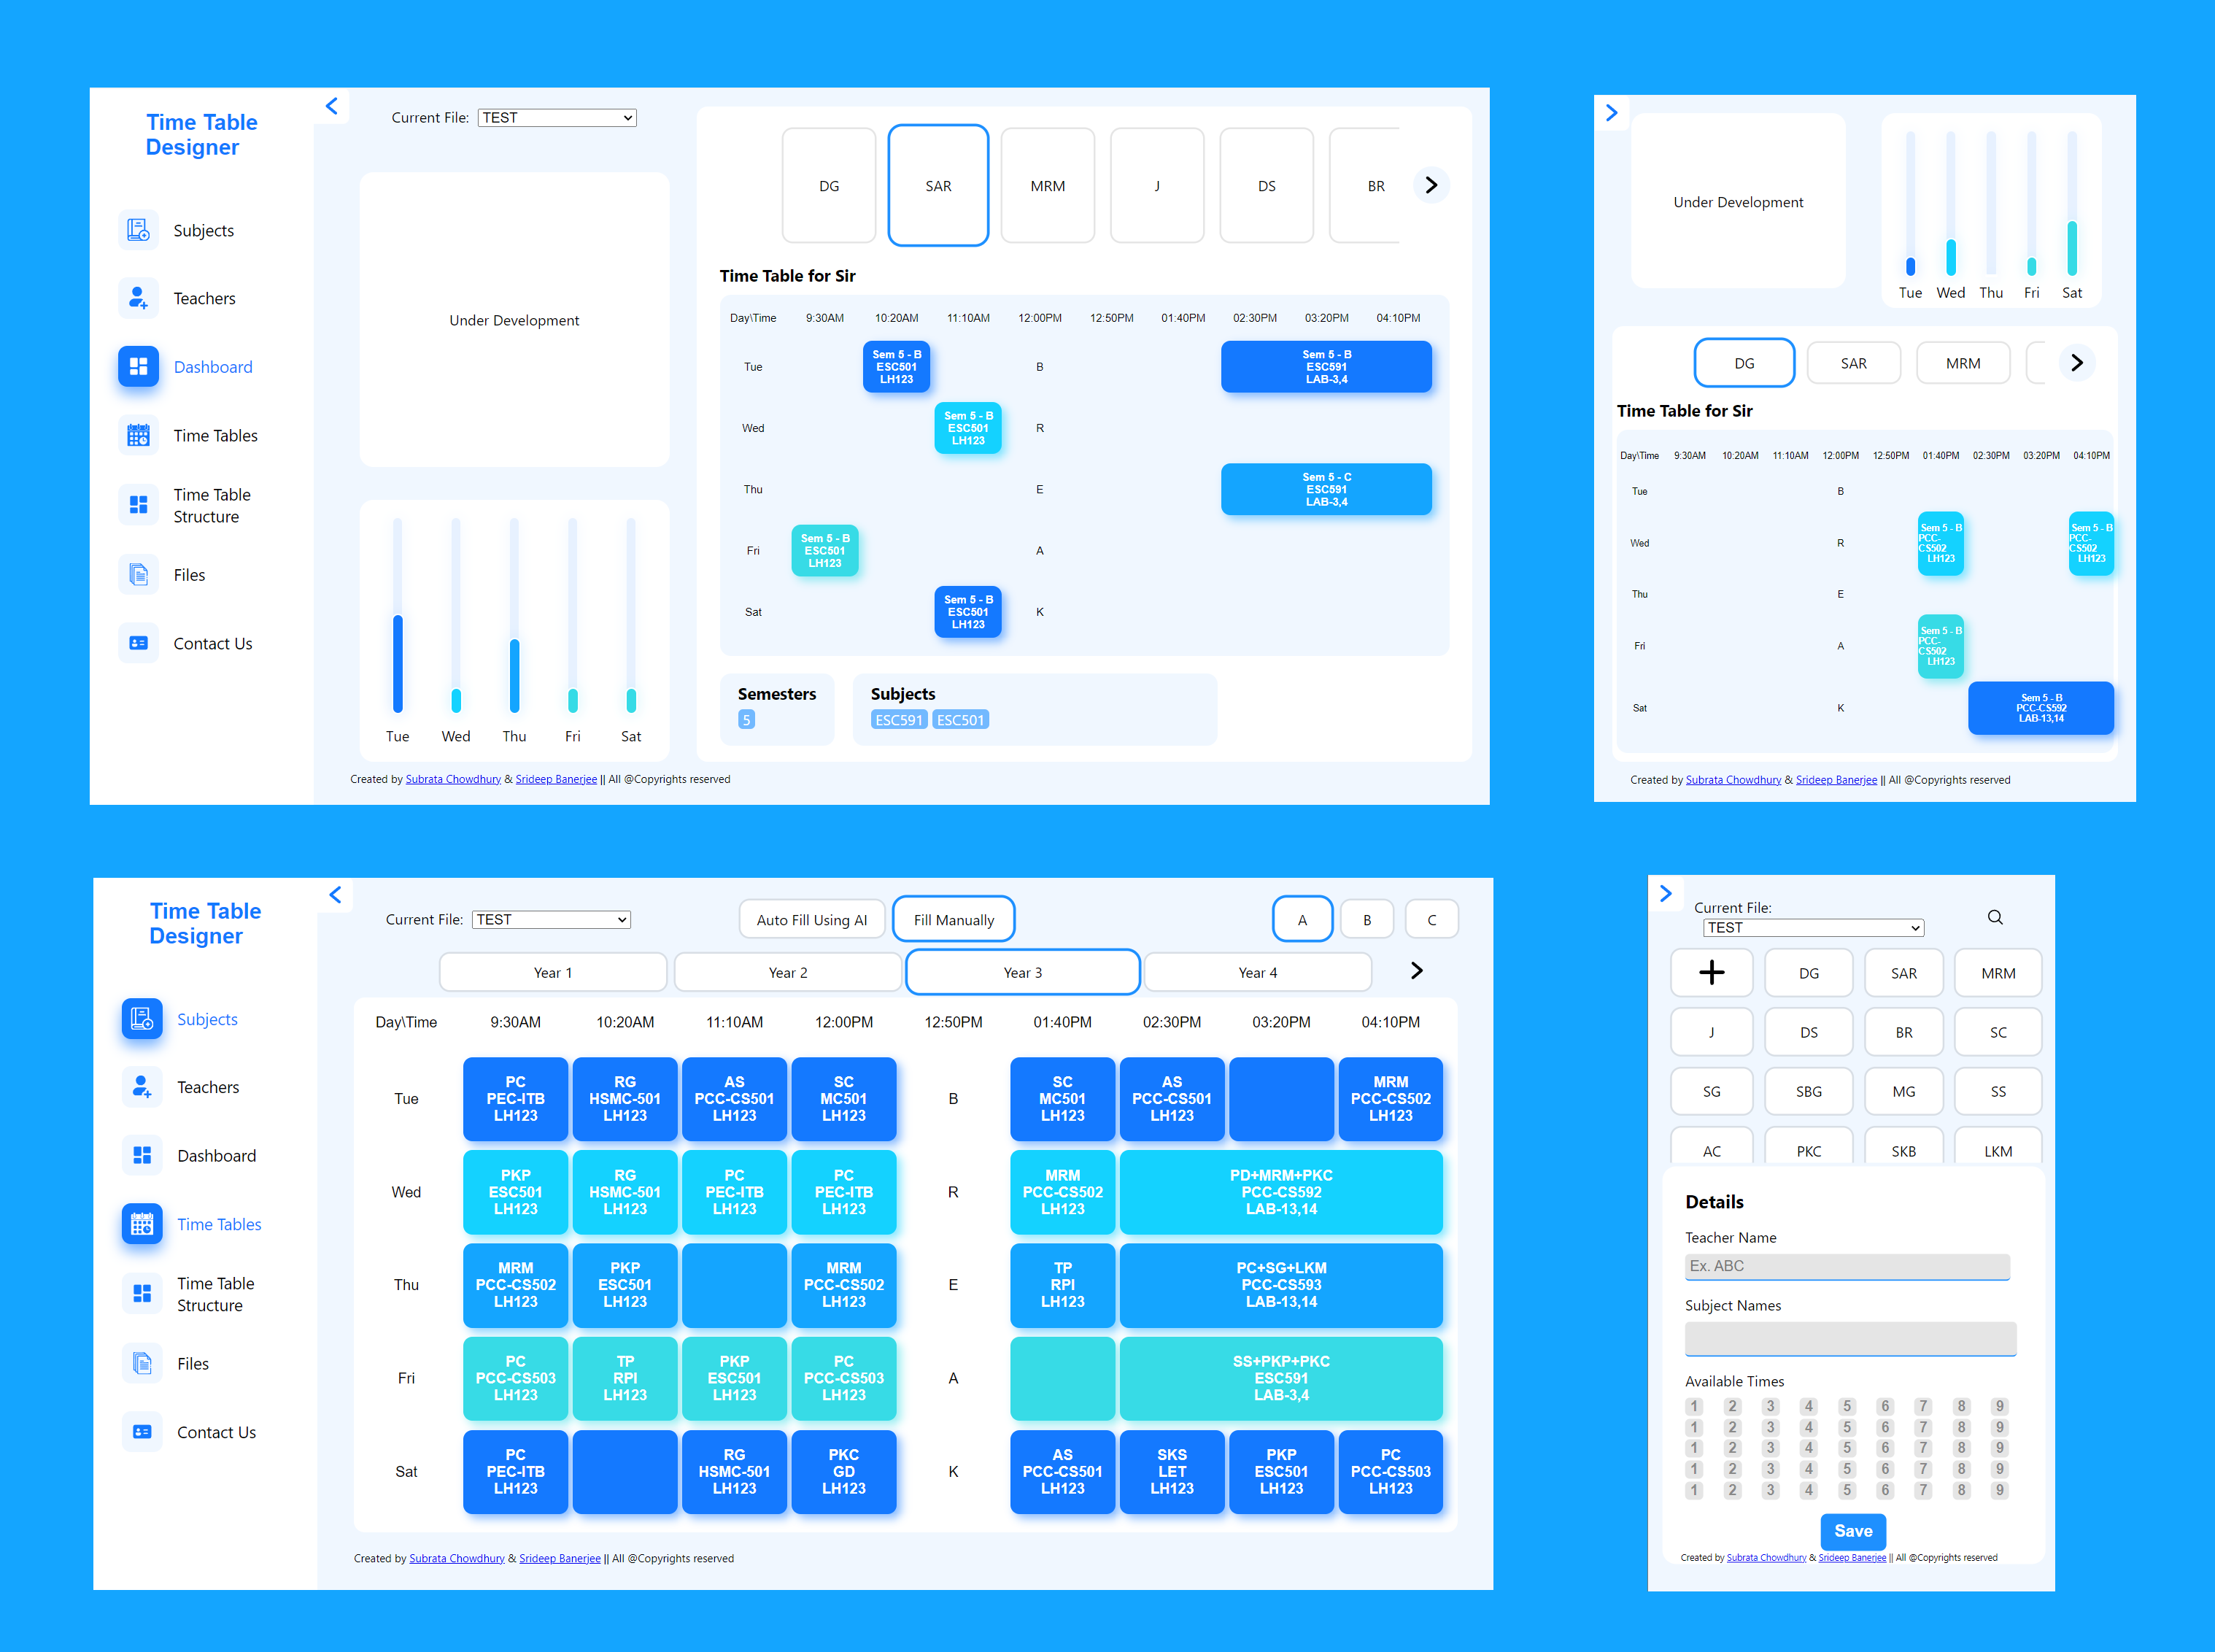 Time Table
Designer
Subjects
Teachers
Dashboard
Time Tables
Time Table
Structure
Files
Contact Us
Current File: TEST
Under Development
Tue Wed Thu Fri Sat
DG SAR MRM J DS BR
Time Table for Sir
Day\Time 9:30AM 10:20AM 11:10AM 12:00PM 12:50PM 01:40PM 02:30PM 03:20PM 04:10PM
Tue
Sem 5 - B
ESC501
LH123
B
Sem 5 - B
ESC591
LAB-3,4
Wed
Sem 5 - B
ESC501
LH123
R
Thu
E
Sem 5 - C
ESC591
LAB-3,4
Fri
Sem 5 - B
ESC501
LH123
A
Sat
Sem 5 - B
ESC501
LH123
K
Semesters
5
Subjects
ESC591 ESC501
Created by Subrata Chowdhury & Srideep Banerjee || All @Copyrights reserved
Under Development
Tue Wed Thu Fri Sat
DG SAR MRM
Time Table for Sir
Day\Time 9:30AM 10:20AM 11:10AM 12:00PM 12:50PM 01:40PM 02:30PM 03:20PM 04:10PM
Tue
B
Wed
R
Sem 5 - B
PCC-
CS502
LH123
Sem 5 - B
PCC-
CS502
LH123
Thu
E
Fri
A
Sem 5 - B
PCC-
CS502
LH123
Sat
K
Sem 5 - B
PCC-CS592
LAB-13,14
Created by Subrata Chowdhury & Srideep Banerjee || All @Copyrights reserved
Time Table
Designer
Subjects
Teachers
Dashboard
Time Tables
Time Table
Structure
Files
Contact Us
Current File: TEST
Auto Fill Using AI
Fill Manually
A B C
Year 1 Year 2 Year 3 Year 4
Day\Time 9:30AM 10:20AM 11:10AM 12:00PM 12:50PM 01:40PM 02:30PM 03:20PM 04:10PM
Tue
PC
PEC-ITB
LH123
RG
HSMC-501
LH123
AS
PCC-CS501
LH123
SC
MC501
LH123
B
SC
MC501
LH123
AS
PCC-CS501
LH123
MRM
PCC-CS502
LH123
Wed
PKP
ESC501
LH123
RG
HSMC-501
LH123
PC
PEC-ITB
LH123
PC
PEC-ITB
LH123
R
MRM
PCC-CS502
LH123
PD+MRM+PKC
PCC-CS592
LAB-13,14
Thu
MRM
PCC-CS502
LH123
PKP
ESC501
LH123
MRM
PCC-CS502
LH123
E
TP
RPI
LH123
PC+SG+LKM
PCC-CS593
LAB-13,14
Fri
PC
PCC-CS503
LH123
TP
RPI
LH123
PKP
ESC501
LH123
PC
PCC-CS503
LH123
A
SS+PKP+PKC
ESC591
LAB-3,4
Sat
PC
PEC-ITB
LH123
RG
HSMC-501
LH123
PKC
GD
LH123
K
AS
PCC-CS501
LH123
SKS
LET
LH123
PKP
ESC501
LH123
PC
PCC-CS503
LH123
Created by Subrata Chowdhury & Srideep Banerjee || All @Copyrights reserved
Current File:
TEST
DG SAR MRM
J DS BR SC
SG SBG MG SS
AC PKC SKB LKM
Details
Teacher Name
Ex. ABC
Subject Names
Available Times
1 2 3 4 5 6 7 8 9
1 2 3 4 5 6 7 8 9
1 2 3 4 5 6 7 8 9
1 2 3 4 5 6 7 8 9
1 2 3 4 5 6 7 8 9
Save
Created by Subrata Chowdhury & Srideep Banerjee || All @Copyrights reserved